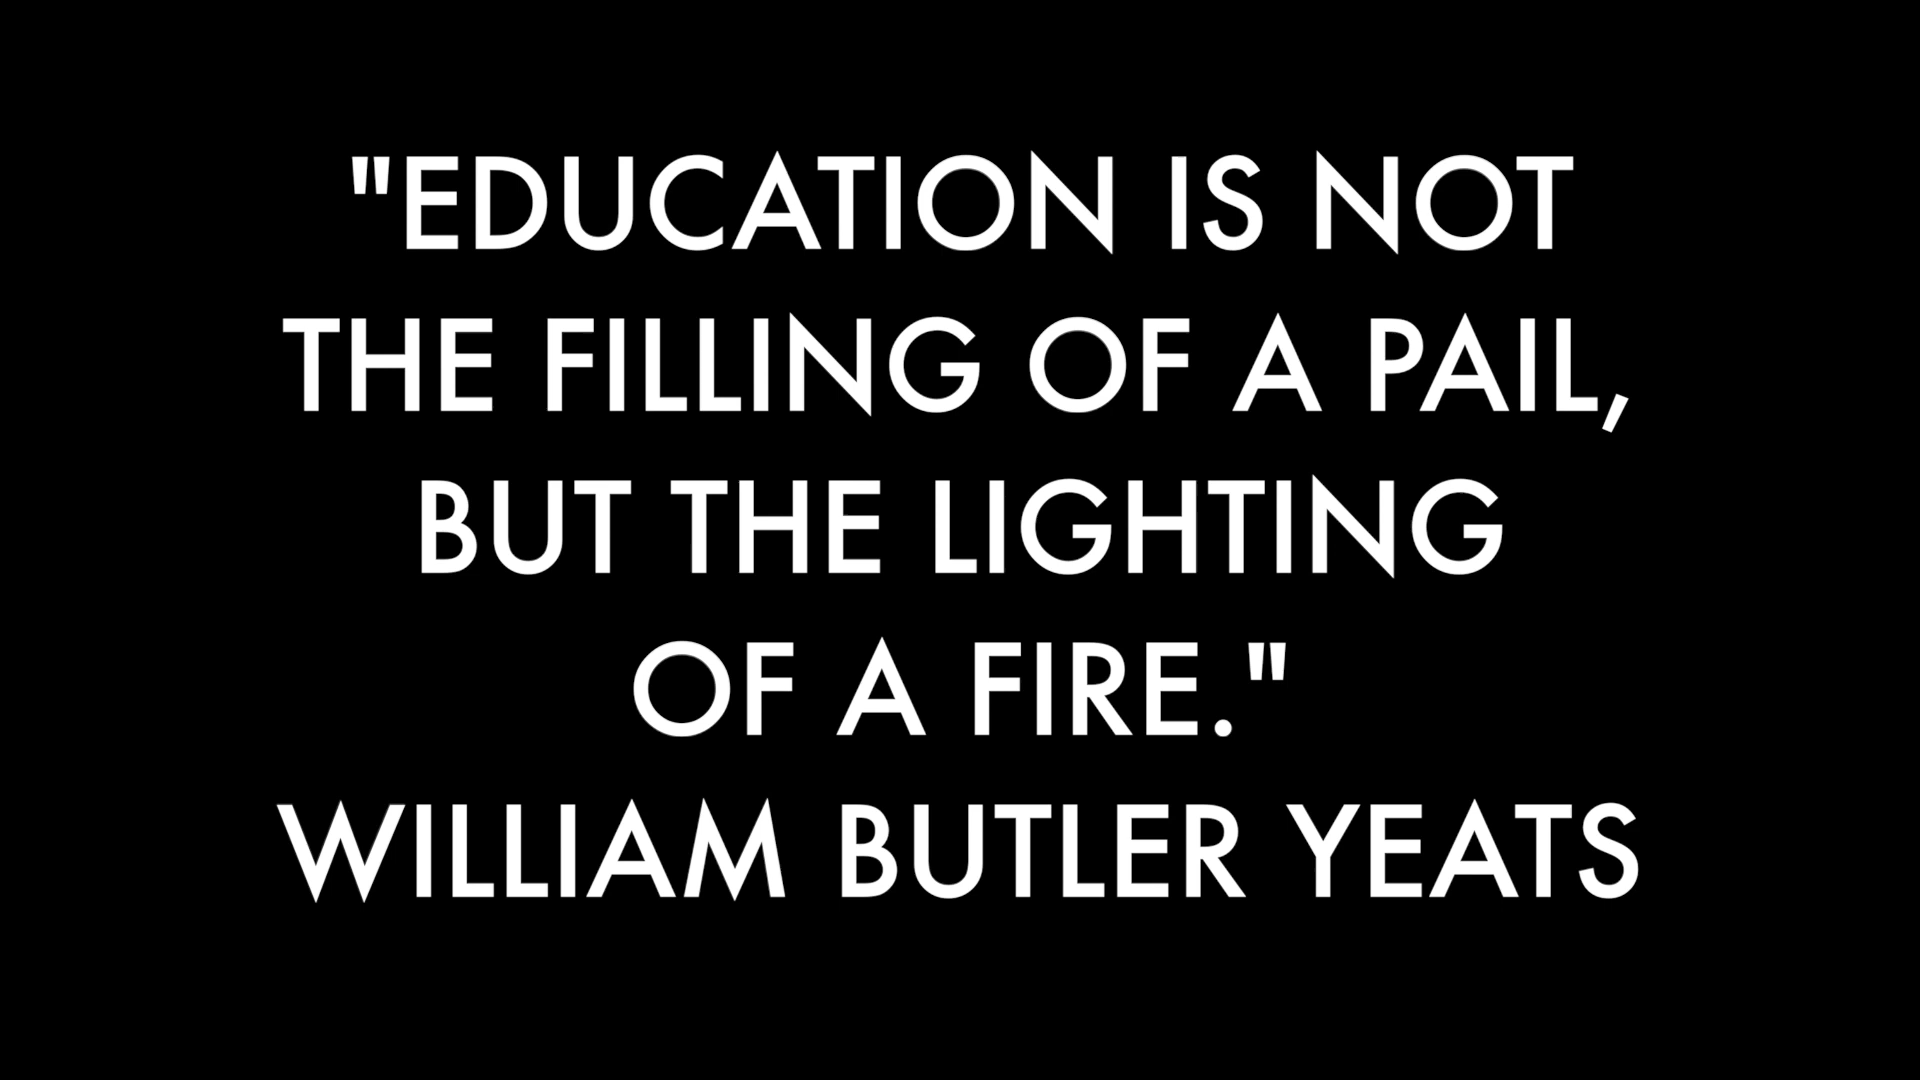 "EDUCATION IS NOT
THE FILLING OF A PAIL,
BUT THE LIGHTING
OF A FIRE."
WILLIAM BUTLER YEATS